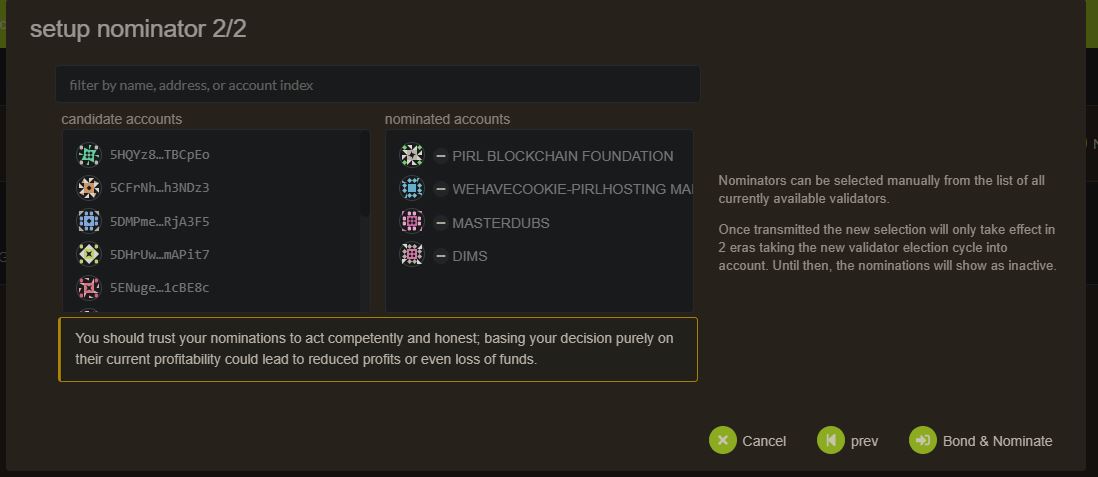 setup nominator 2/2
filter by name, address, or account index
candidate accounts
5HQYz8…TBCpEo
5CFrNh…h3NDz3
5DMPme…RjA3F5
5DHrUw…mAPit7
5ENuge…1cBE8c
nominated accounts
PIRL BLOCKCHAIN FOUNDATION
WEHAVECOOKIE-PIRLHOSTING MAI
MASTERDUBS
DIMS
Nominators can be selected manually from the list of all
currently available validators.
Once transmitted the new selection will only take effect in
2 eras taking the new validator election cycle into
account. Until then, the nominations will show as inactive.
You should trust your nominations to act competently and honest; basing your decision purely on
their current profitability could lead to reduced profits or even loss of funds.
Cancel
prev
Bond & Nominate